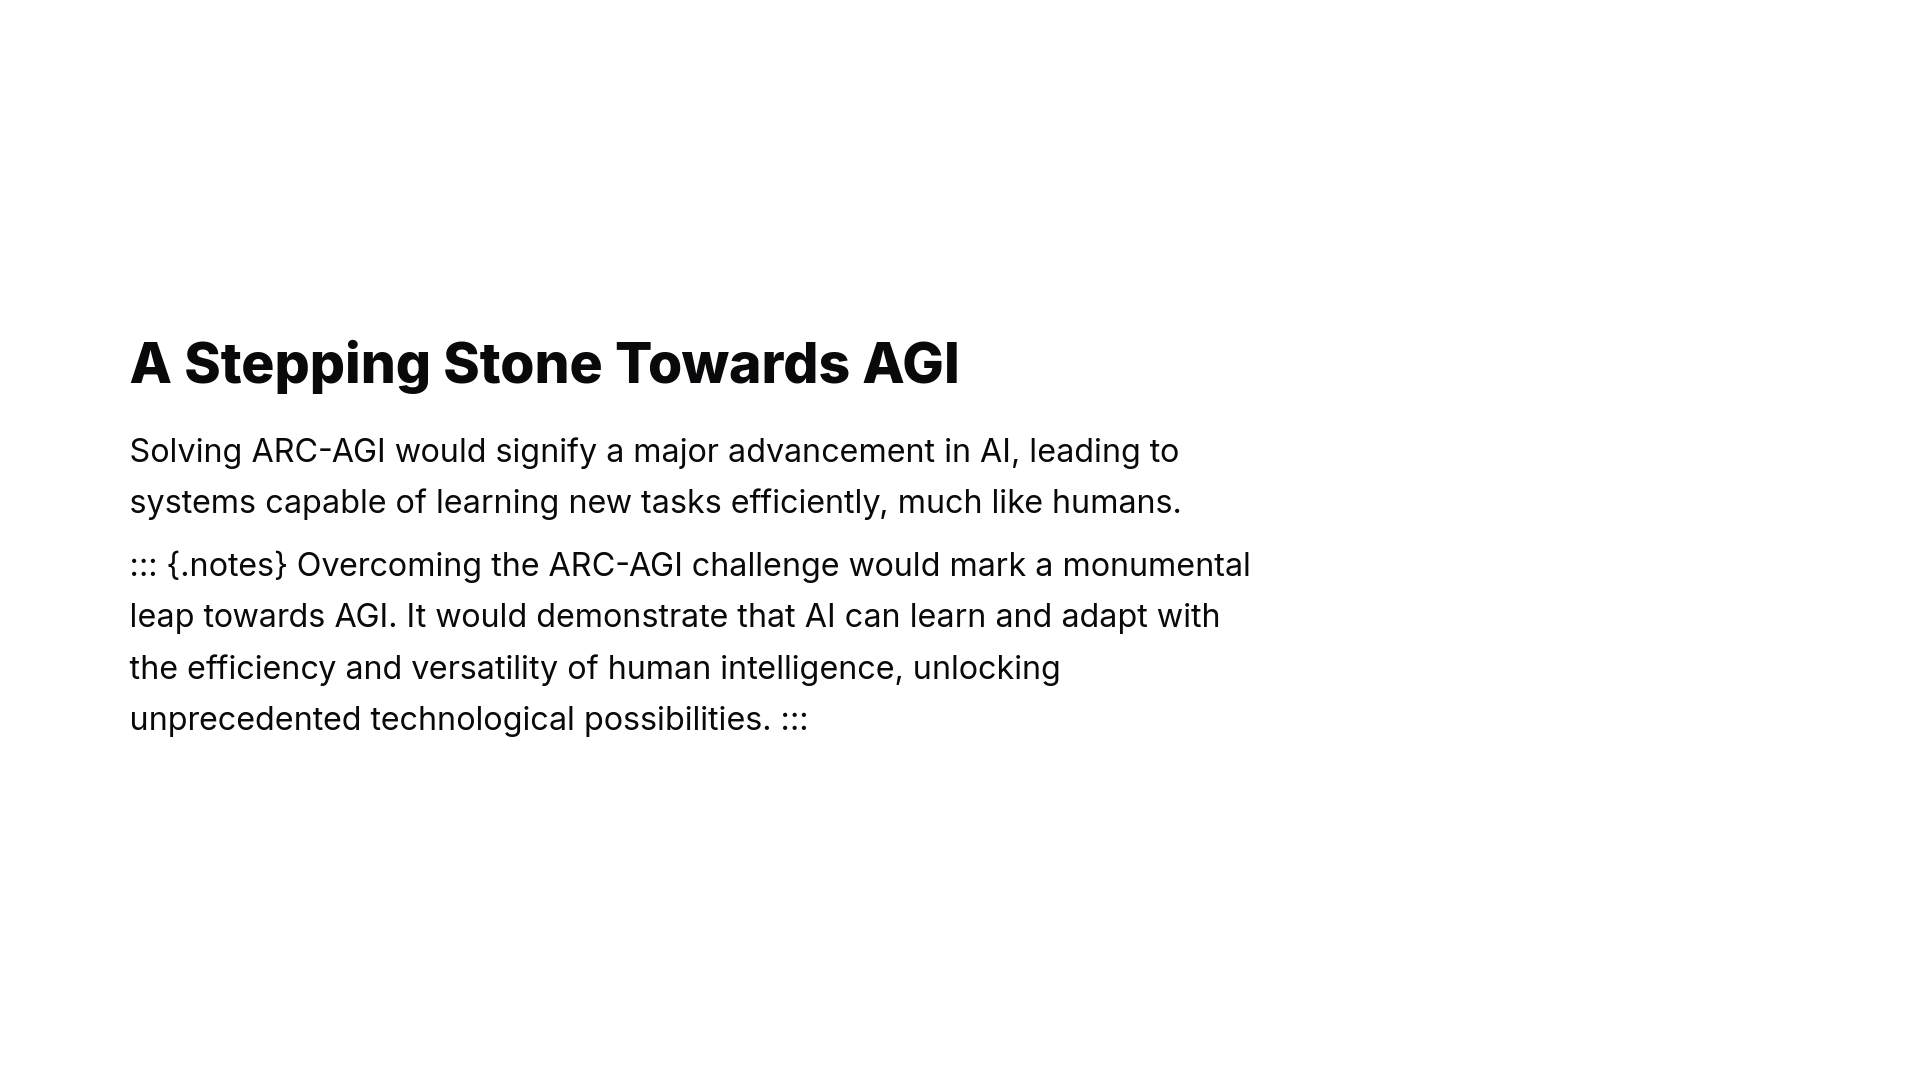 A Stepping Stone Towards AGI
Solving ARC-AGI would signify a major advancement in AI, leading to
systems capable of learning new tasks efficiently, much like humans.
::: {.notes} Overcoming the ARC-AGI challenge would mark a monumental
leap towards AGI. It would demonstrate that AI can learn and adapt with
the efficiency and versatility of human intelligence, unlocking
unprecedented technological possibilities. :::